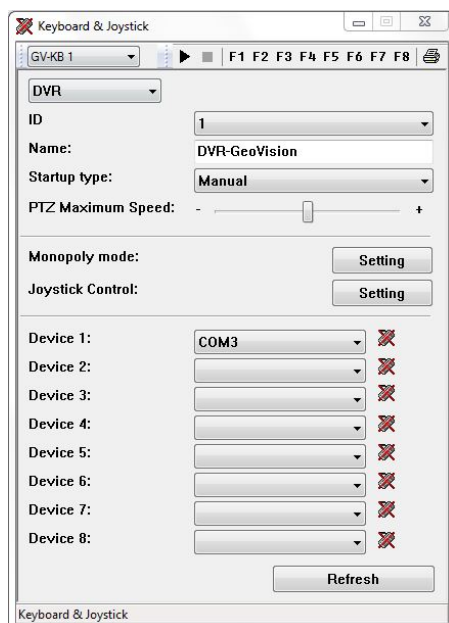 Keyboard & Joystick
GV-KB 1 F1 F2 F3 F4 F5 F6 F7 F8
DVR
ID 1
Name: DVR-GeoVision
Startup type: Manual
PTZ Maximum Speed: - +
Monopoly mode: Setting
Joystick Control: Setting
Device 1: COM3
Device 2:
Device 3:
Device 4:
Device 5:
Device 6:
Device 7:
Device 8:
Refresh
Keyboard & Joystick